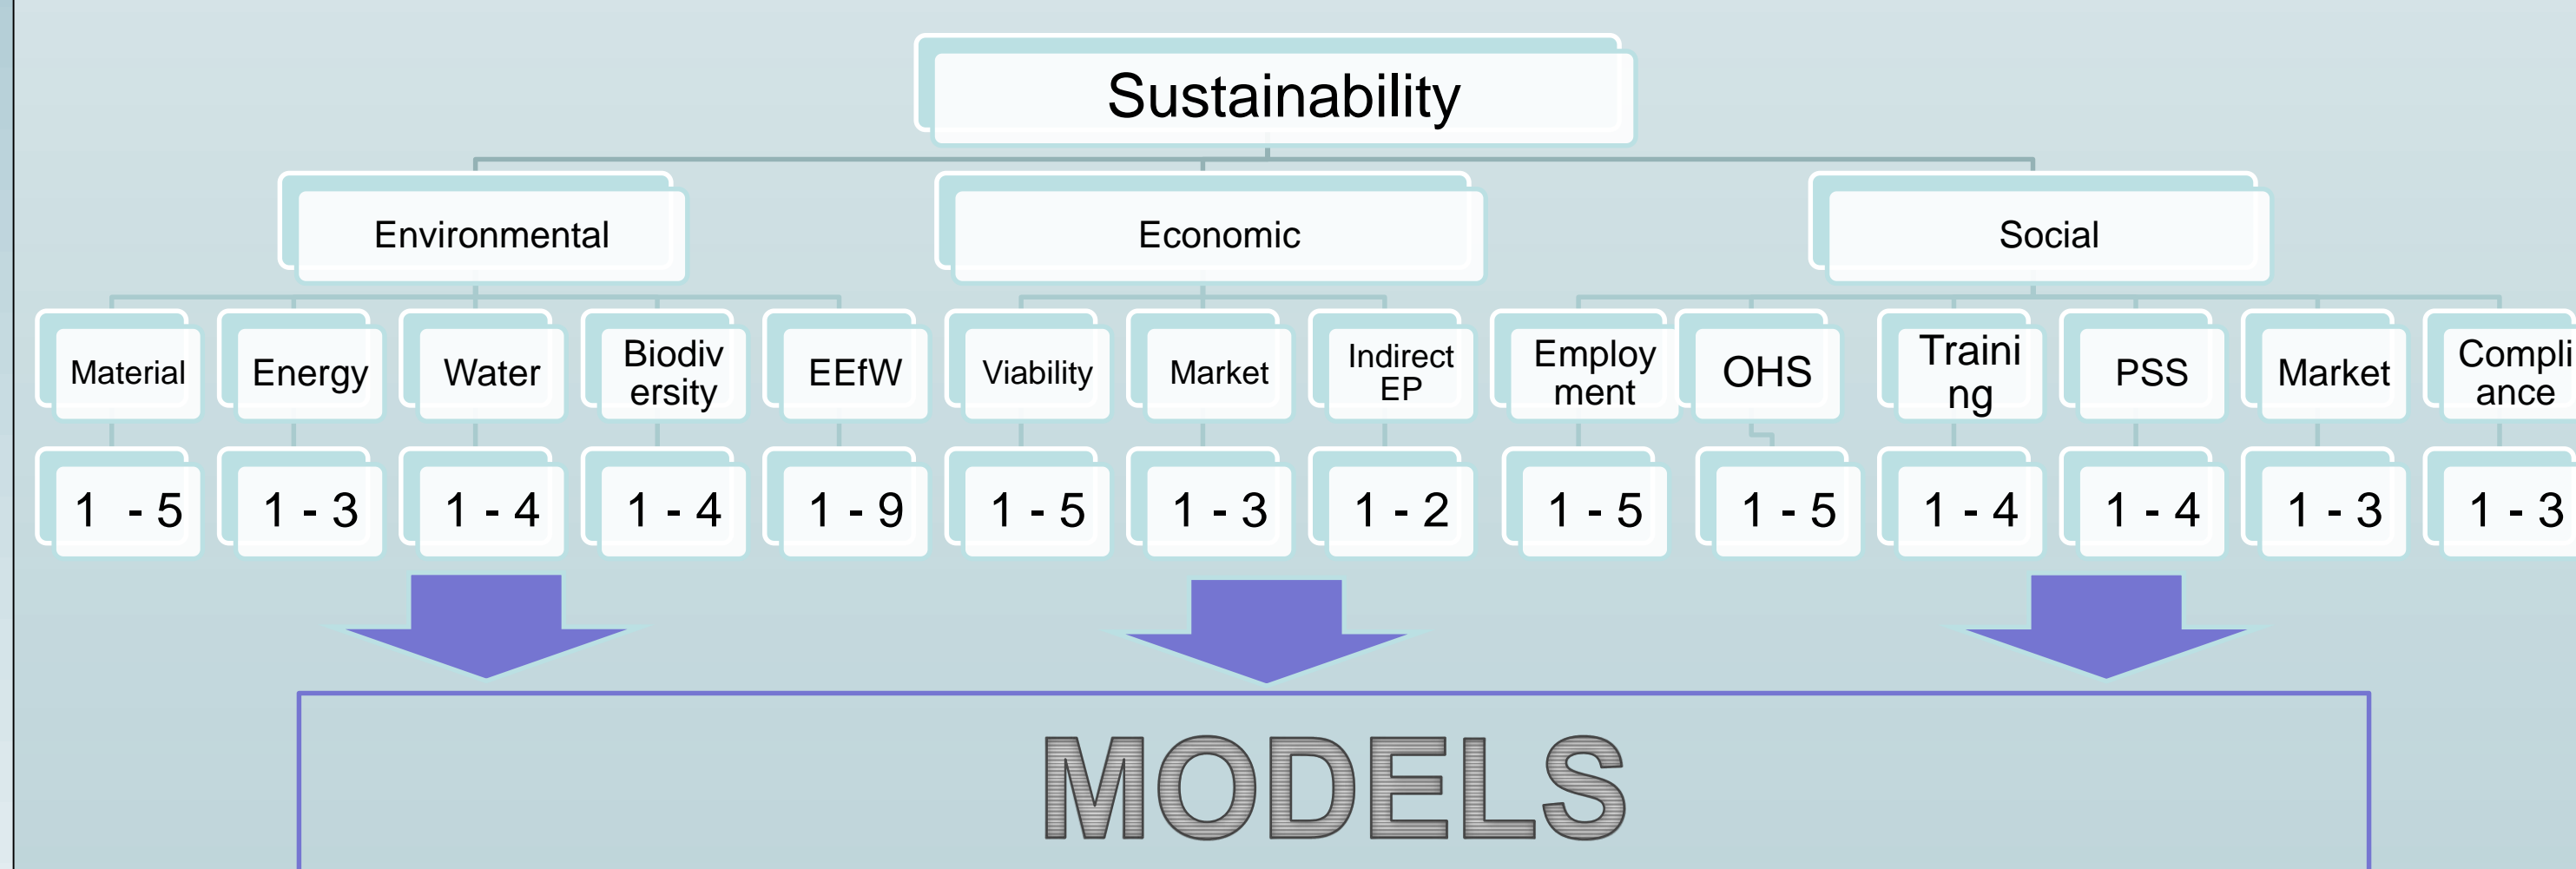 Sustainability
Environmental
Economic
Social
Material
Energy
Water
Biodiv
ersity
EEfW
Viability
Market
Indirect
EP
Employ
ment
OHS
Traini
ng
PSS
Market
Compli
ance
1 - 5
1 - 3
1 - 4
1 - 4
1 - 9
1 - 5
1 - 3
1 - 2
1 - 5
1 - 5
1 - 4
1 - 4
1 - 3
1 - 3
MODELS